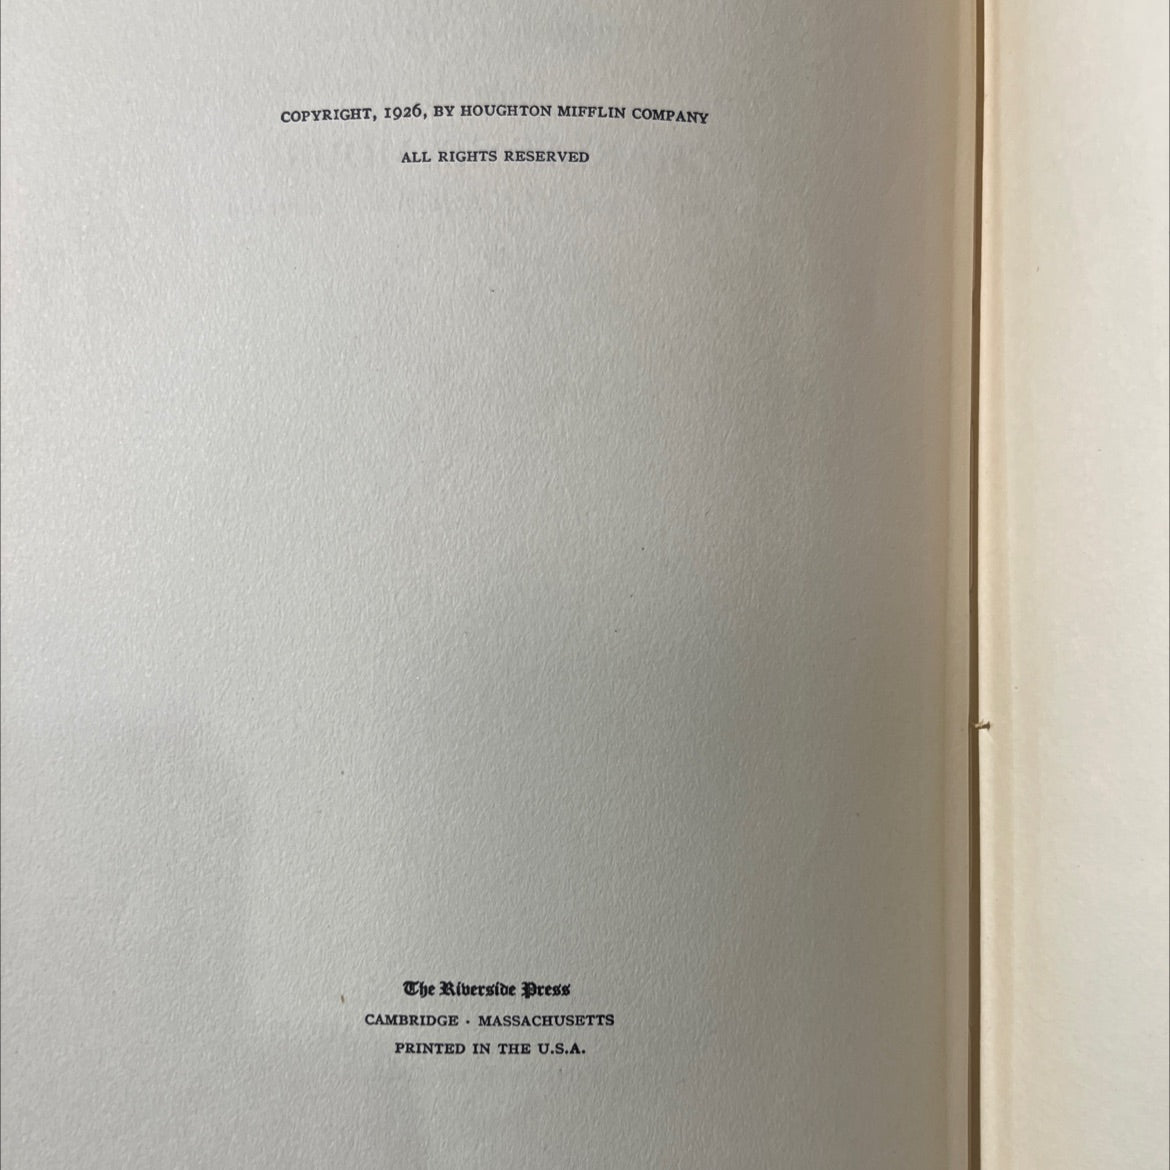 COPYRIGHT, 1926, BY HOUGHTON MIFFLIN COMPANY
ALL RIGHTS RESERVED
The Riverside Press
CAMBRIDGE · MASSACHUSETTS
PRINTED IN THE U.S.A.